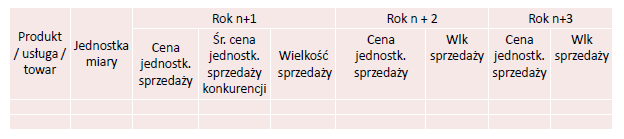 Produkt / usługa / towar
Jednostka miary
Rok n+1
Rok n + 2
Rok n+3
Cena jednostk. sprzedaży
Śr. cena jednostk. sprzedaży konkurencji
Wielkość sprzedaży
Cena jednostk. sprzedaży
Wlk sprzedaży
Cena jednostk. sprzedaży
Wlk sprzedaży